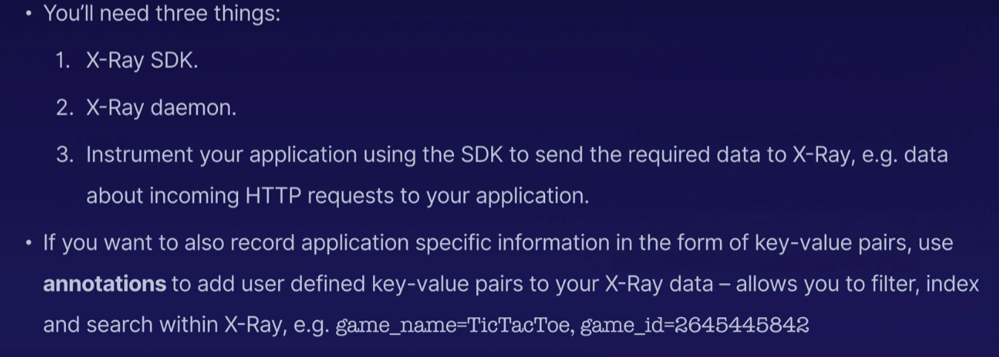 • You'll need three things:
1. X-Ray SDK.
2. X-Ray daemon.
3. Instrument your application using the SDK to send the required data to X-Ray, e.g. data
about incoming HTTP requests to your application.
• If you want to also record application specific information in the form of key-value pairs, use
annotations to add user defined key-value pairs to your X-Ray data – allows you to filter, index
and search within X-Ray, e.g. game_name=TicTacToe, game_id=2645445842